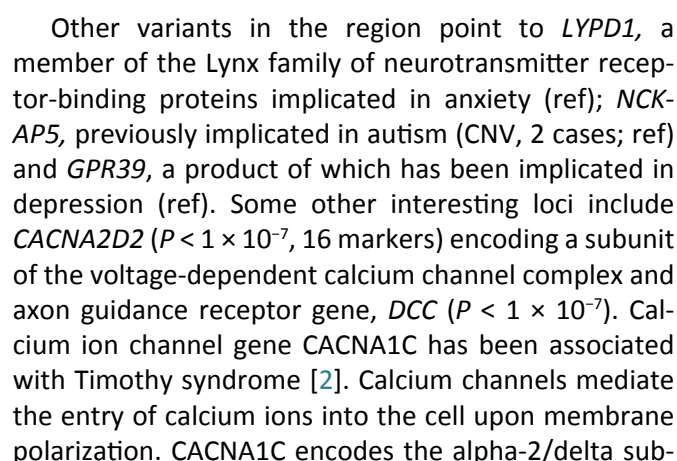 Other variants in the region point to LYPD1, a
member of the Lynx family of neurotransmitter recep-
tor-binding proteins implicated in anxiety (ref); NCK-
AP5, previously implicated in autism (CNV, 2 cases; ref)
and GPR39, a product of which has been implicated in
depression (ref). Some other interesting loci include
CACNA2D2 (P < 1 × 10⁻⁷, 16 markers) encoding a subunit
of the voltage-dependent calcium channel complex and
axon guidance receptor gene, DCC (P < 1 × 10⁻⁷). Cal-
cium ion channel gene CACNA1C has been associated
with Timothy syndrome [2]. Calcium channels mediate
the entry of calcium ions into the cell upon membrane
polarization. CACNA1C encodes the alpha-2/delta sub-